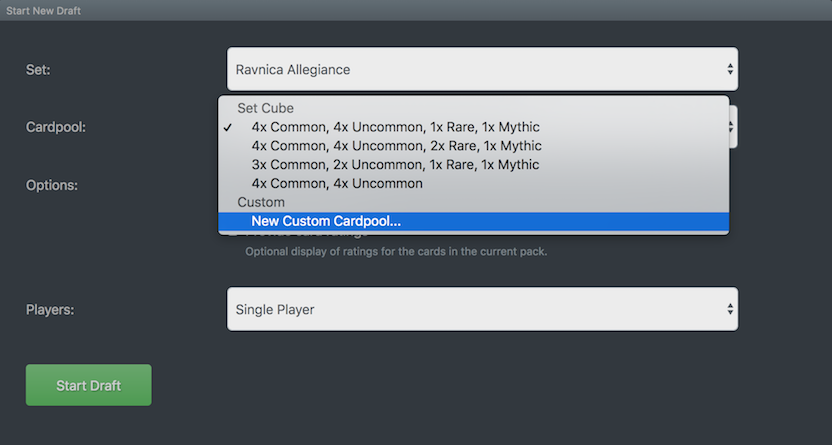 Start New Draft
Set:
Ravnica Allegiance
Cardpool:
Set Cube
✓ 4x Common, 4x Uncommon, 1x Rare, 1x Mythic
4x Common, 4x Uncommon, 2x Rare, 1x Mythic
3x Common, 2x Uncommon, 1x Rare, 1x Mythic
4x Common, 4x Uncommon
Custom
New Custom Cardpool...
Options:
card ratings
Optional display of ratings for the cards in the current pack.
Players:
Single Player
Start Draft